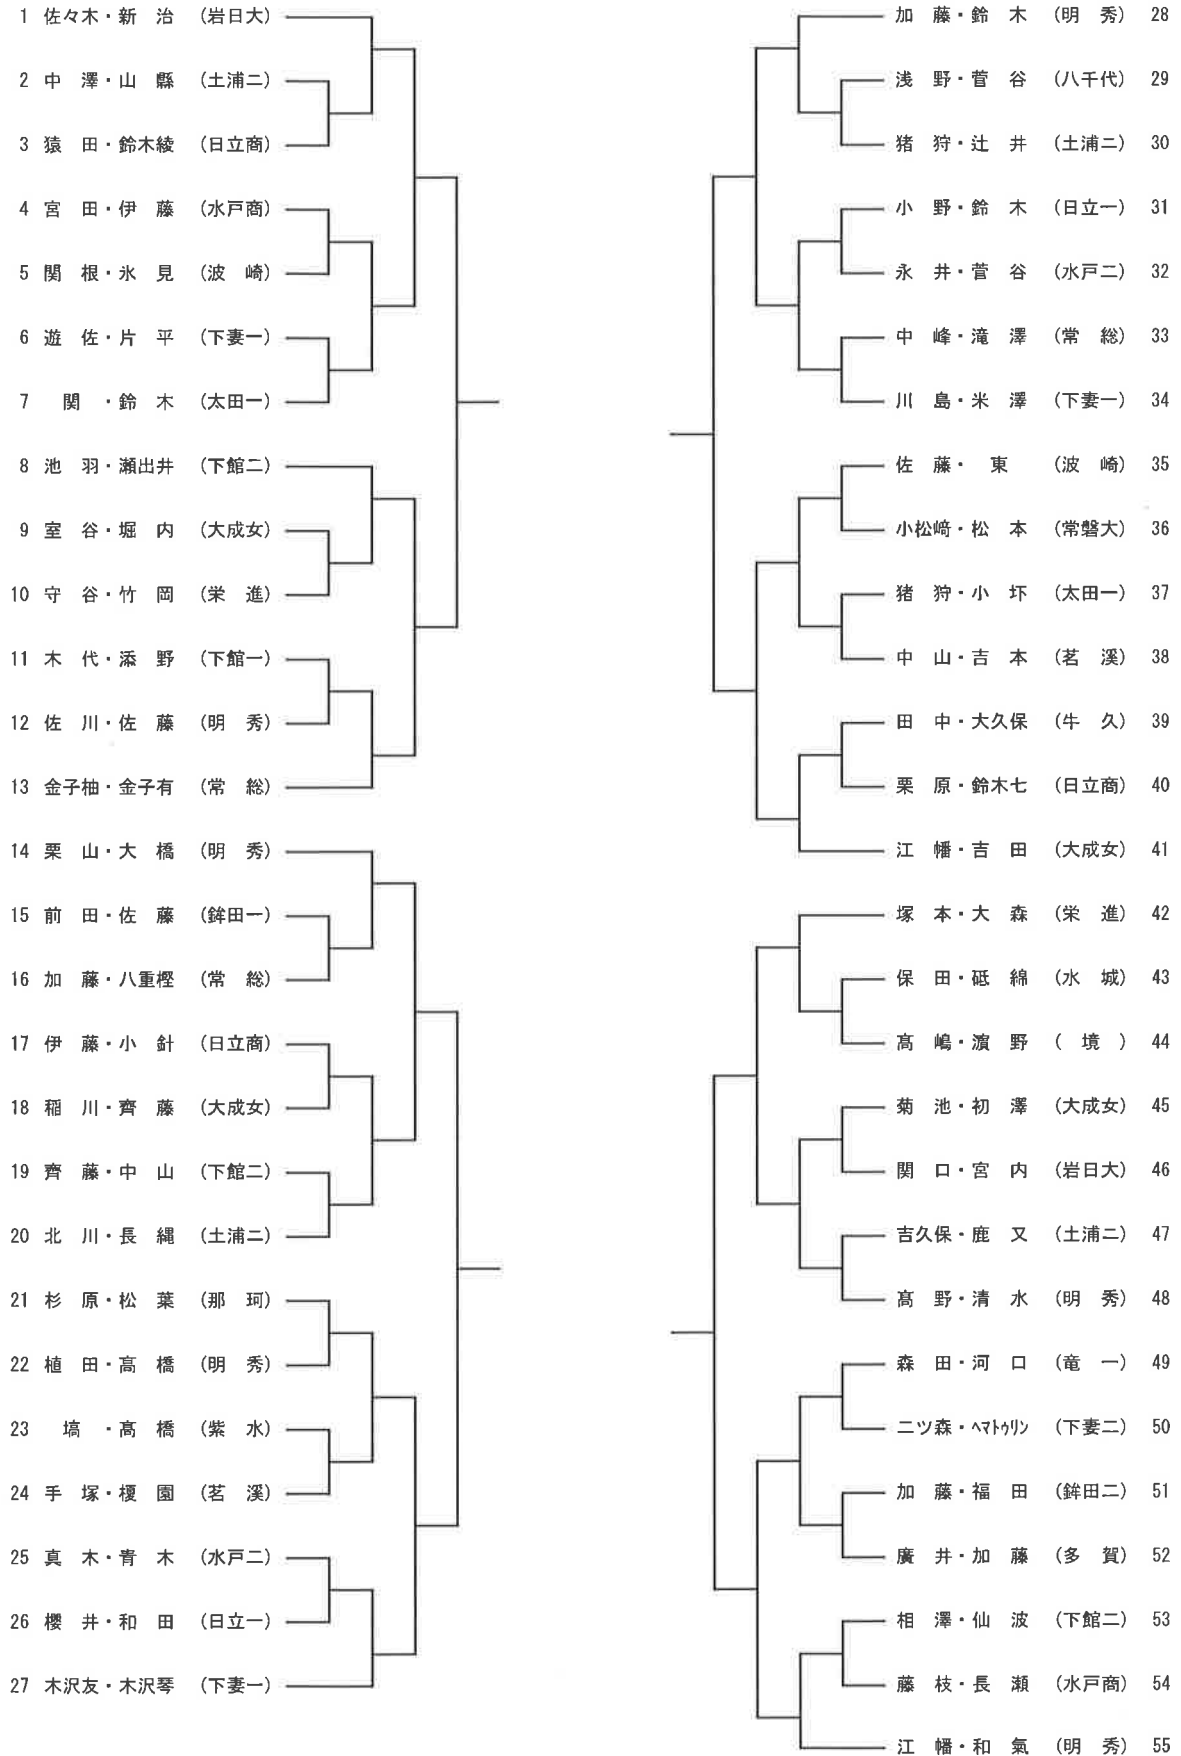 1 佐々木・新 治 (岩日大)
2 中 澤・山 縣 (土浦二)
3 猿 田・鈴木綾 (日立商)
4 宮 田・伊 藤 (水戸商)
5 関 根・氷 見 (波 崎)
6 遊 佐・片 平 (下妻一)
7 関 ・鈴 木 (太田一)
8 池 羽・瀬出井 (下館二)
9 室 谷・堀 内 (大成女)
10 守 谷・竹 岡 (栄 進)
11 木 代・添 野 (下館一)
12 佐 川・佐 藤 (明 秀)
13 金子柚・金子有 (常 総)
14 栗 山・大 橋 (明 秀)
15 前 田・佐 藤 (鉾田一)
16 加 藤・八重樫 (常 総)
17 伊 藤・小 針 (日立商)
18 稲 川・齊 藤 (大成女)
19 齊 藤・中 山 (下館二)
20 北 川・長 縄 (土浦二)
21 杉 原・松 葉 (那 珂)
22 植 田・高 橋 (明 秀)
23 塙 ・髙 橋 (紫 水)
24 手 塚・榎 園 (茗 溪)
25 真 木・青 木 (水戸二)
26 櫻 井・和 田 (日立一)
27 木沢友・木沢琴 (下妻一)
加 藤・鈴 木 (明 秀) 28
浅 野・菅 谷 (八千代) 29
猪 狩・辻 井 (土浦二) 30
小 野・鈴 木 (日立一) 31
永 井・菅 谷 (水戸二) 32
中 峰・滝 澤 (常 総) 33
川 島・米 澤 (下妻一) 34
佐 藤・ 東 (波 崎) 35
小松﨑・松 本 (常磐大) 36
猪 狩・小 坏 (太田一) 37
中 山・吉 本 (茗 溪) 38
田 中・大久保 (牛 久) 39
栗 原・鈴木七 (日立商) 40
江 幡・吉 田 (大成女) 41
塚 本・大 森 (栄 進) 42
保 田・砥 綿 (水 城) 43
髙 嶋・濵 野 ( 境 ) 44
菊 池・初 澤 (大成女) 45
関 口・宮 内 (岩日大) 46
吉久保・鹿 又 (土浦二) 47
髙 野・清 水 (明 秀) 48
森 田・河 口 (竜 一) 49
二ツ森・ﾍﾏﾄｩﾘﾝ (下妻二) 50
加 藤・福 田 (鉾田二) 51
廣 井・加 藤 (多 賀) 52
相 澤・仙 波 (下館二) 53
藤 枝・長 瀬 (水戸商) 54
江 幡・和 氣 (明 秀) 55